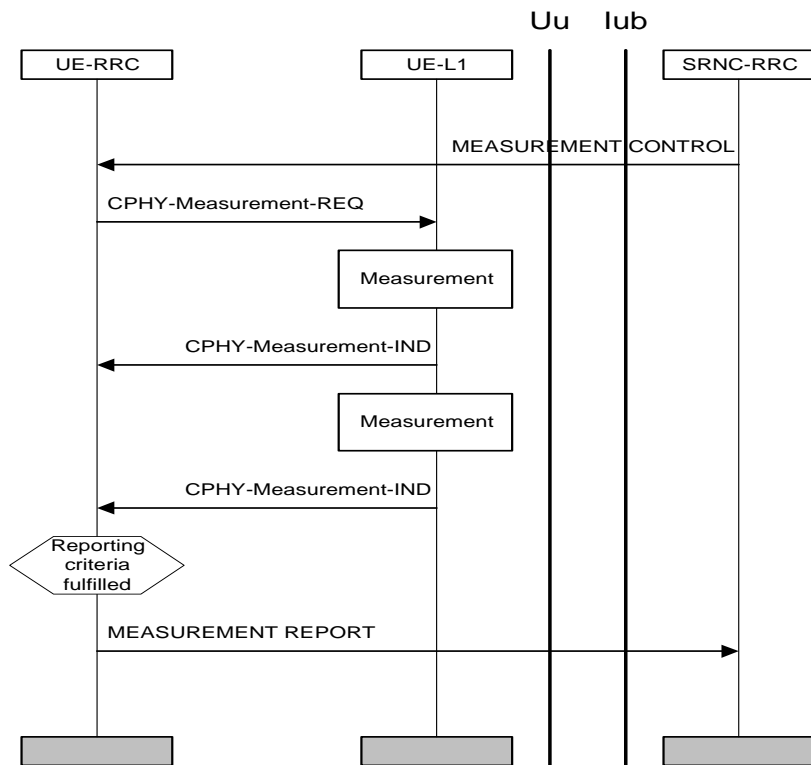 Uu Iub
UE-RRC UE-L1 SRNC-RRC
MEASUREMENT CONTROL
CPHY-Measurement-REQ
Measurement
CPHY-Measurement-IND
Measurement
CPHY-Measurement-IND
Reporting
criteria
fulfilled
MEASUREMENT REPORT